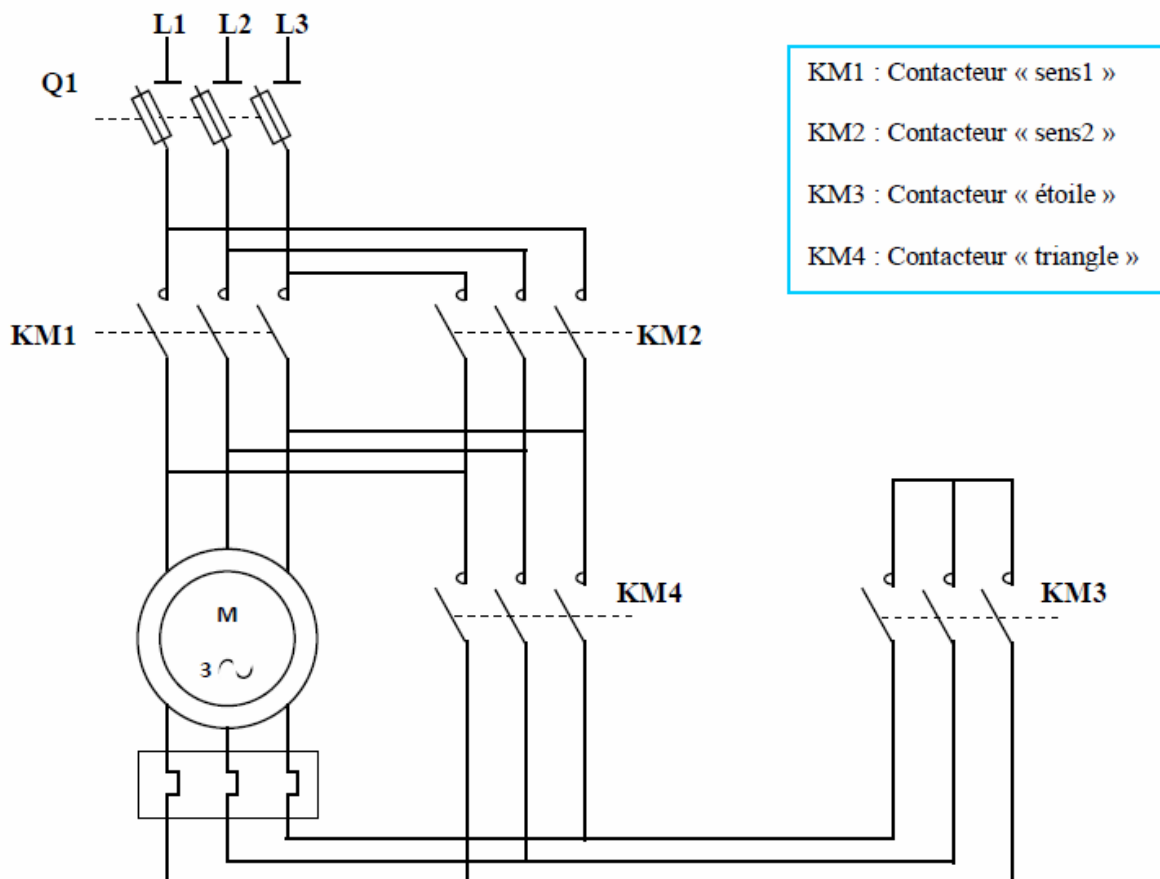 L1 L2 L3
Q1
KM1 : Contacteur « sens1 »
KM2 : Contacteur « sens2 »
KM3 : Contacteur « étoile »
KM4 : Contacteur « triangle »
KM1
KM2
KM4
KM3
M
3